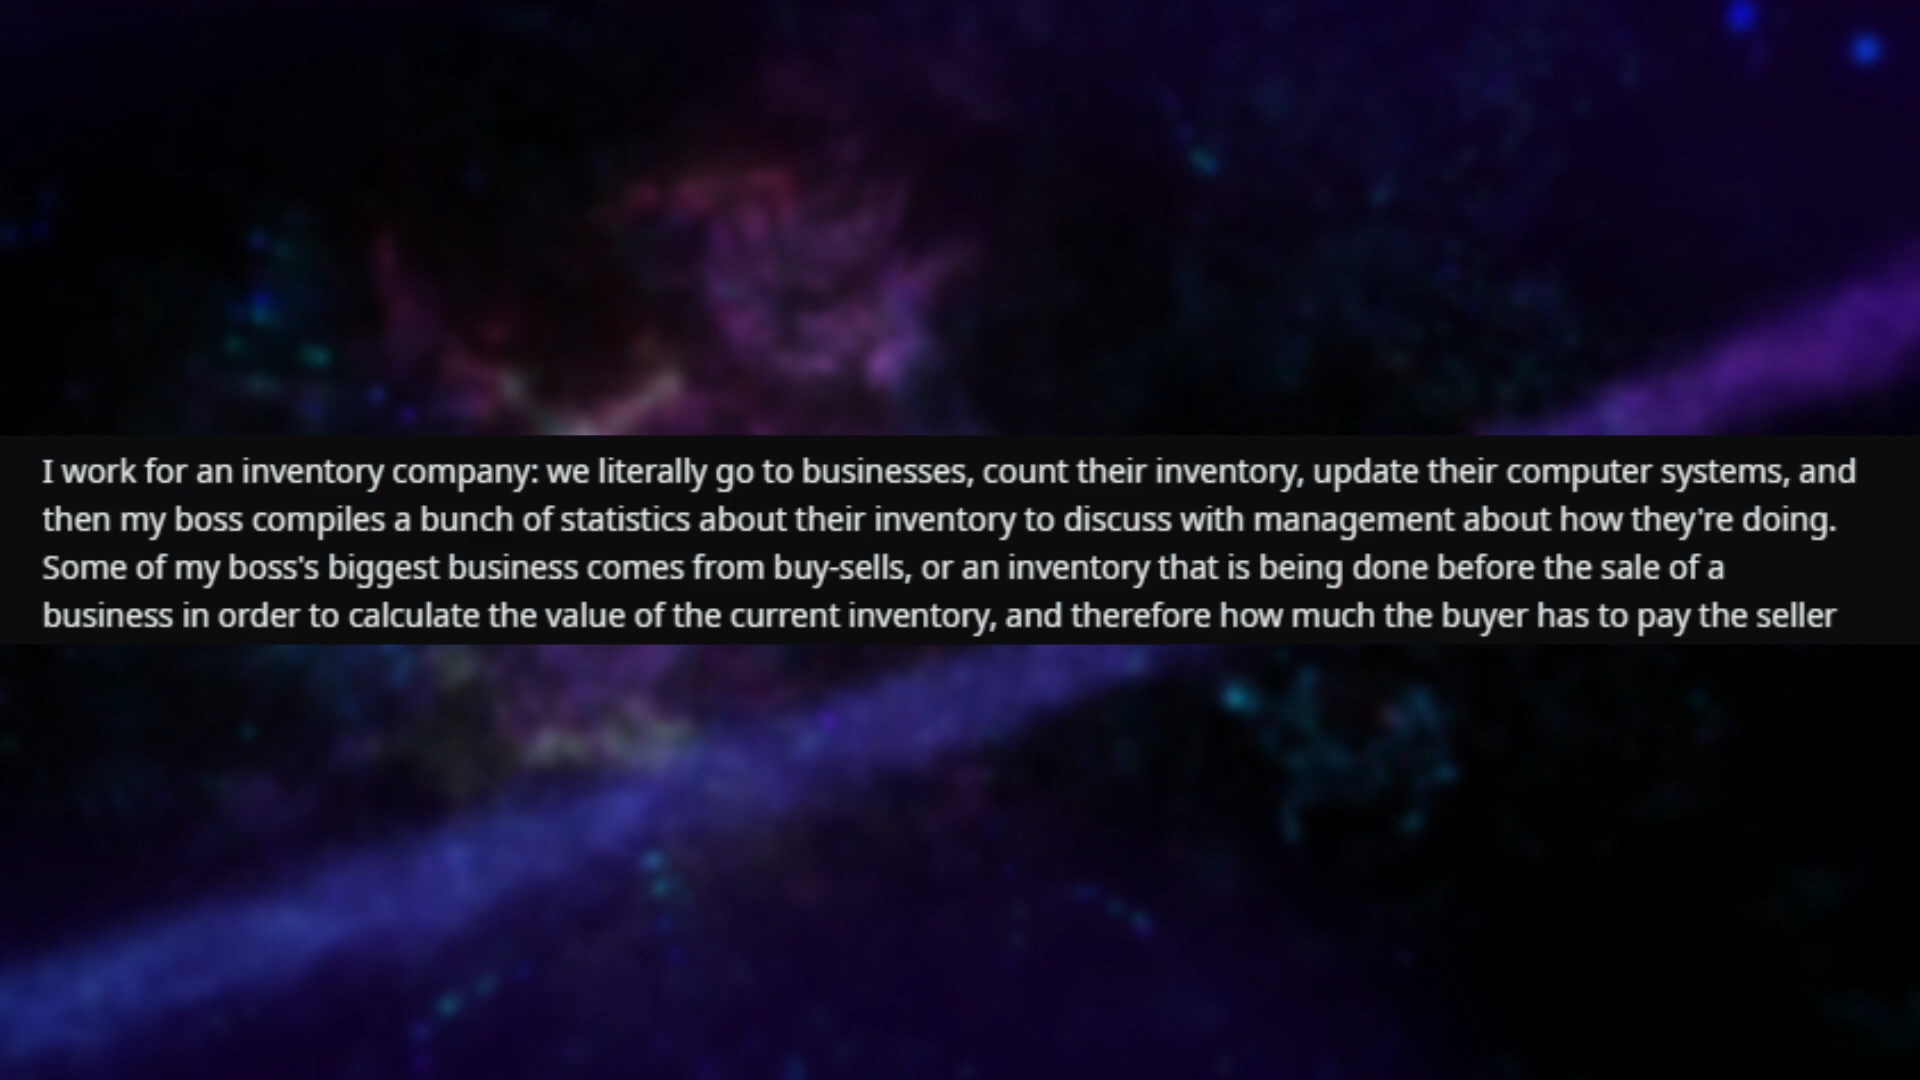 I work for an inventory company: we literally go to businesses, count their inventory, update their computer systems, and
then my boss compiles a bunch of statistics about their inventory to discuss with management about how they're doing.
Some of my boss's biggest business comes from buy-sells, or an inventory that is being done before the sale of a
business in order to calculate the value of the current inventory, and therefore how much the buyer has to pay the seller